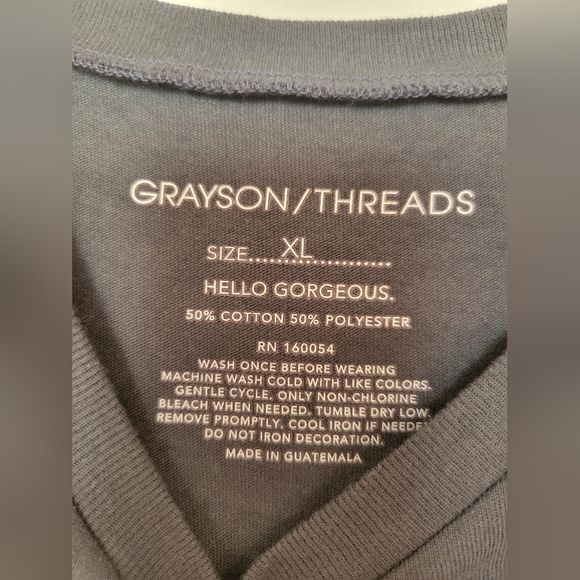 GRAYSON/THREADS
SIZE....XL............
HELLO GORGEOUS.
50% COTTON 50% POLYESTER
RN 160054
WASH ONCE BEFORE WEARING
MACHINE WASH COLD WITH LIKE COLORS.
GENTLE CYCLE. ONLY NON-CHLORINE
BLEACH WHEN NEEDED. TUMBLE DRY LOW.
REMOVE PROMPTLY. COOL IRON IF NEEDE
DO NOT IRON DECORATION.
MADE IN GUATEMALA